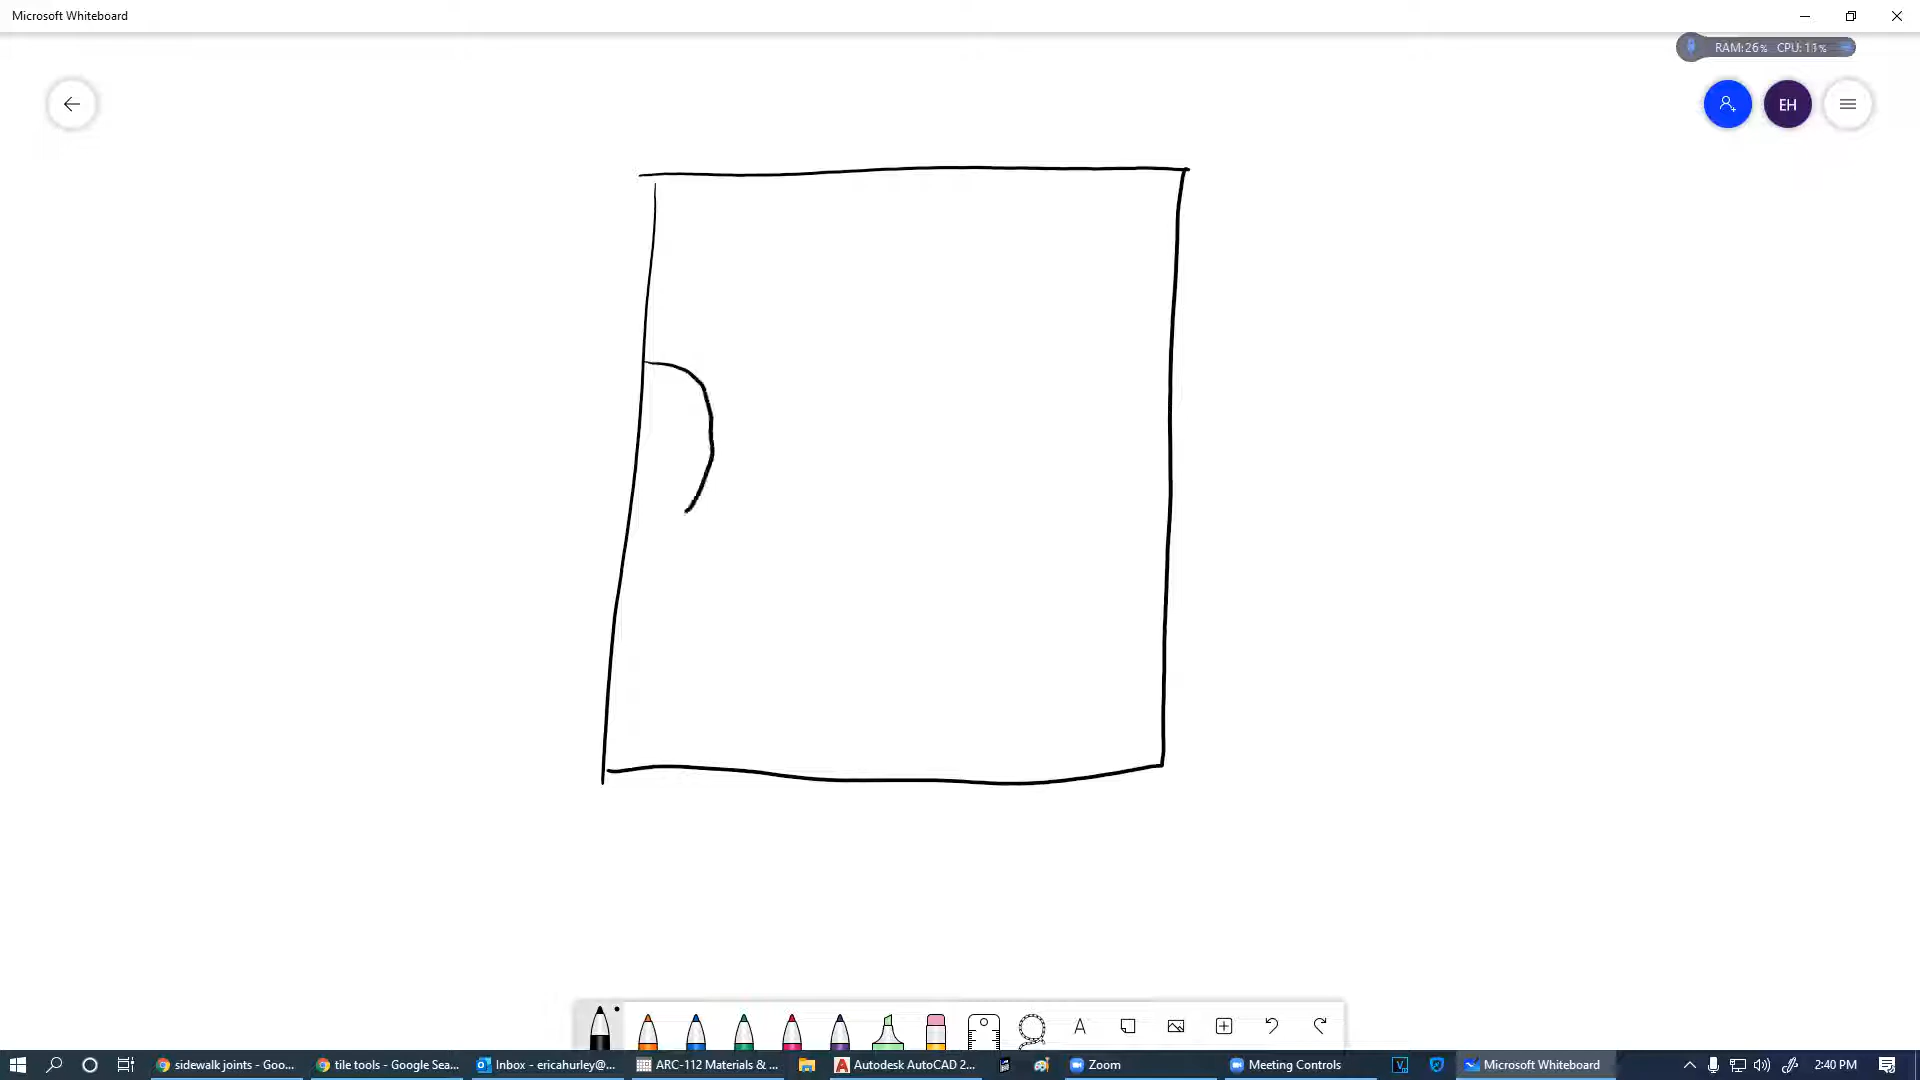 Microsoft Whiteboard
RAM:26% CPU:11%
EH
A
sidewalk joints - Goo...
tile tools - Google Sea...
Inbox - ericahurley@...
ARC-112 Materials & ...
Autodesk AutoCAD 2...
Zoom
Meeting Controls
Microsoft Whiteboard
2:40 PM